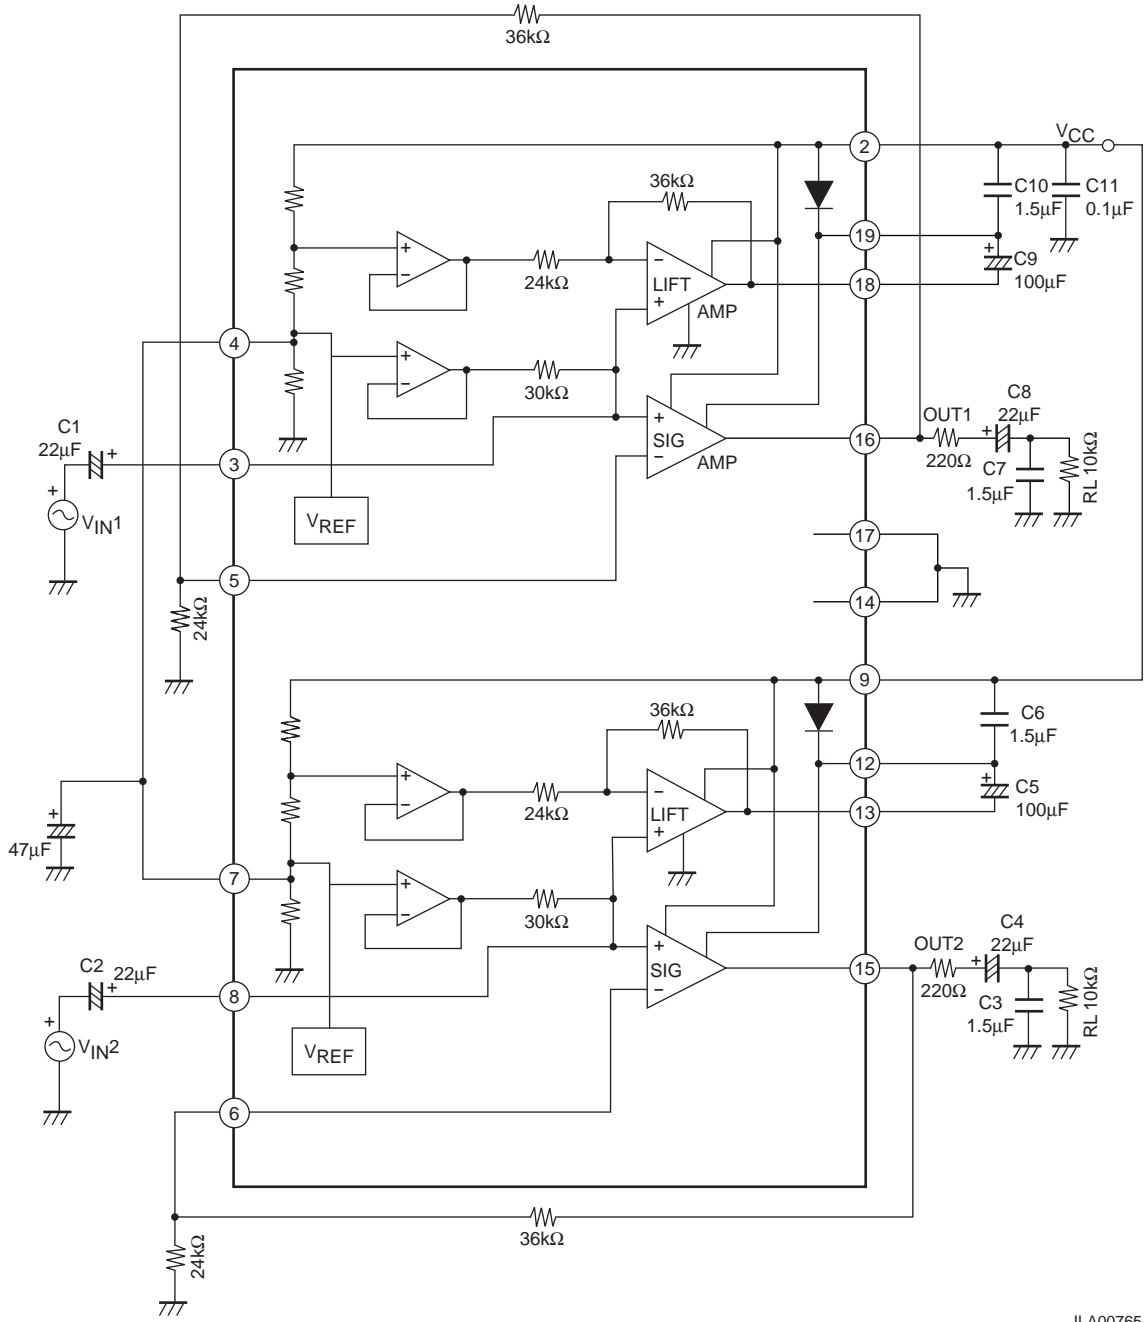 36kΩ
2
VCC
36kΩ
C10
1.5µF
C11
0.1µF
+
−
24kΩ
−
LIFT
+
AMP
19
+
C9
100µF
18
4
+
−
30kΩ
+
SIG
−
AMP
16
OUT1
220Ω
C8
+ 22µF
C7
1.5µF
RL 10kΩ
C1
22µF
+
3
+
VIN1
VREF
17
5
14
24kΩ
9
36kΩ
C6
1.5µF
12
+
−
24kΩ
−
LIFT
+
13
+
C5
100µF
+
47µF
7
+
−
30kΩ
+
SIG
−
15
OUT2
220Ω
C4
+ 22µF
C3
1.5µF
RL 10kΩ
C2
+ 22µF
8
+
VIN2
VREF
6
36kΩ
24kΩ